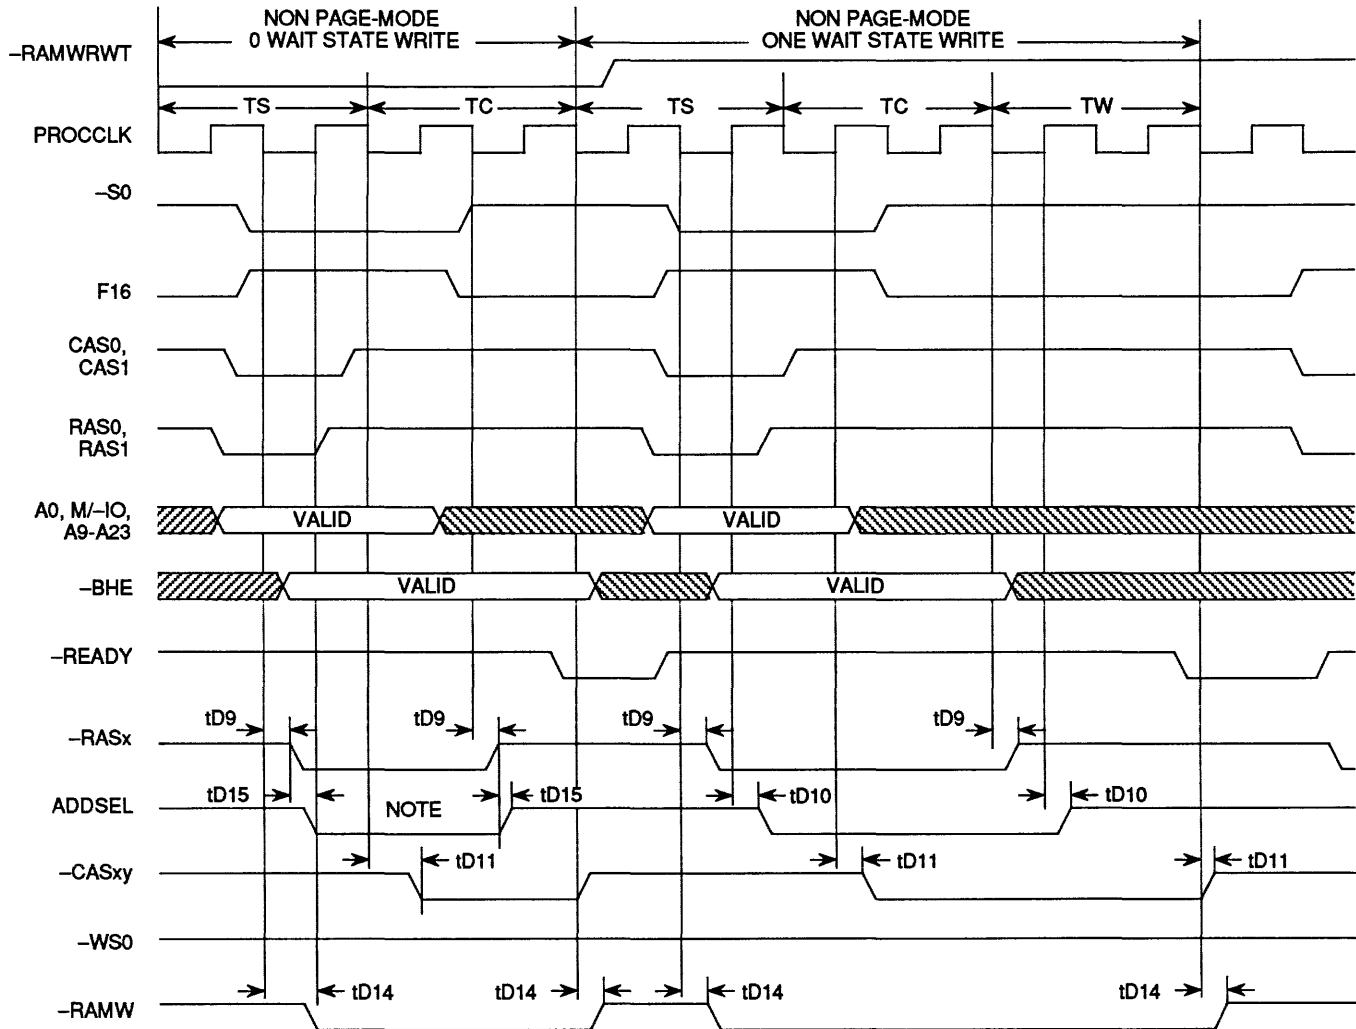 NON PAGE-MODE
0 WAIT STATE WRITE
NON PAGE-MODE
ONE WAIT STATE WRITE
–RAMWRWT
TS
TC
TS
TC
TW
PROCCLK
–S0
F16
CAS0,
CAS1
RAS0,
RAS1
A0, M/–IO,
A9-A23
VALID
VALID
–BHE
VALID
VALID
–READY
tD9
tD9
tD9
tD9
–RASx
tD15
NOTE
tD15
tD10
tD10
ADDSEL
tD11
tD11
tD11
–CASxy
–WS0
tD14
tD14
tD14
tD14
–RAMW